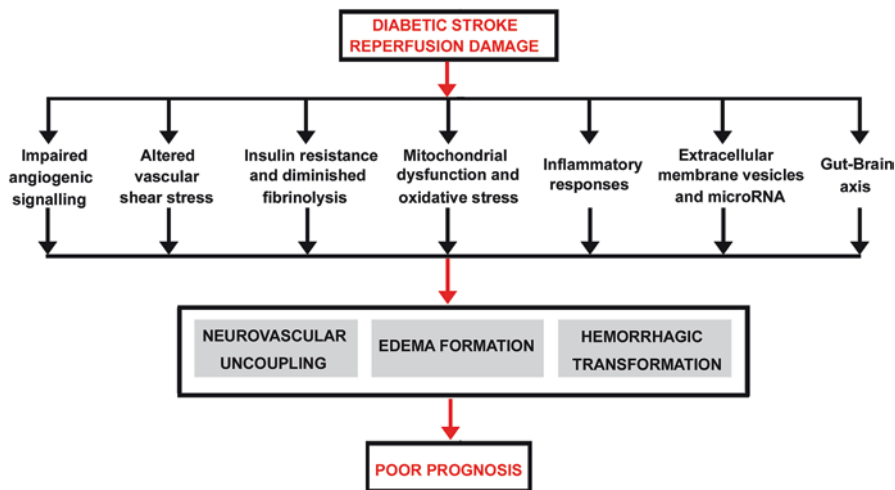 DIABETIC STROKE
REPERFUSION DAMAGE
Impaired
angiogenic
signalling
Altered
vascular
shear stress
Insulin resistance
and diminished
fibrinolysis
Mitochondrial
dysfunction and
oxidative stress
Inflammatory
responses
Extracellular
membrane vesicles
and microRNA
Gut-Brain
axis
NEUROVASCULAR
UNCOUPLING
EDEMA FORMATION
HEMORRHAGIC
TRANSFORMATION
POOR PROGNOSIS